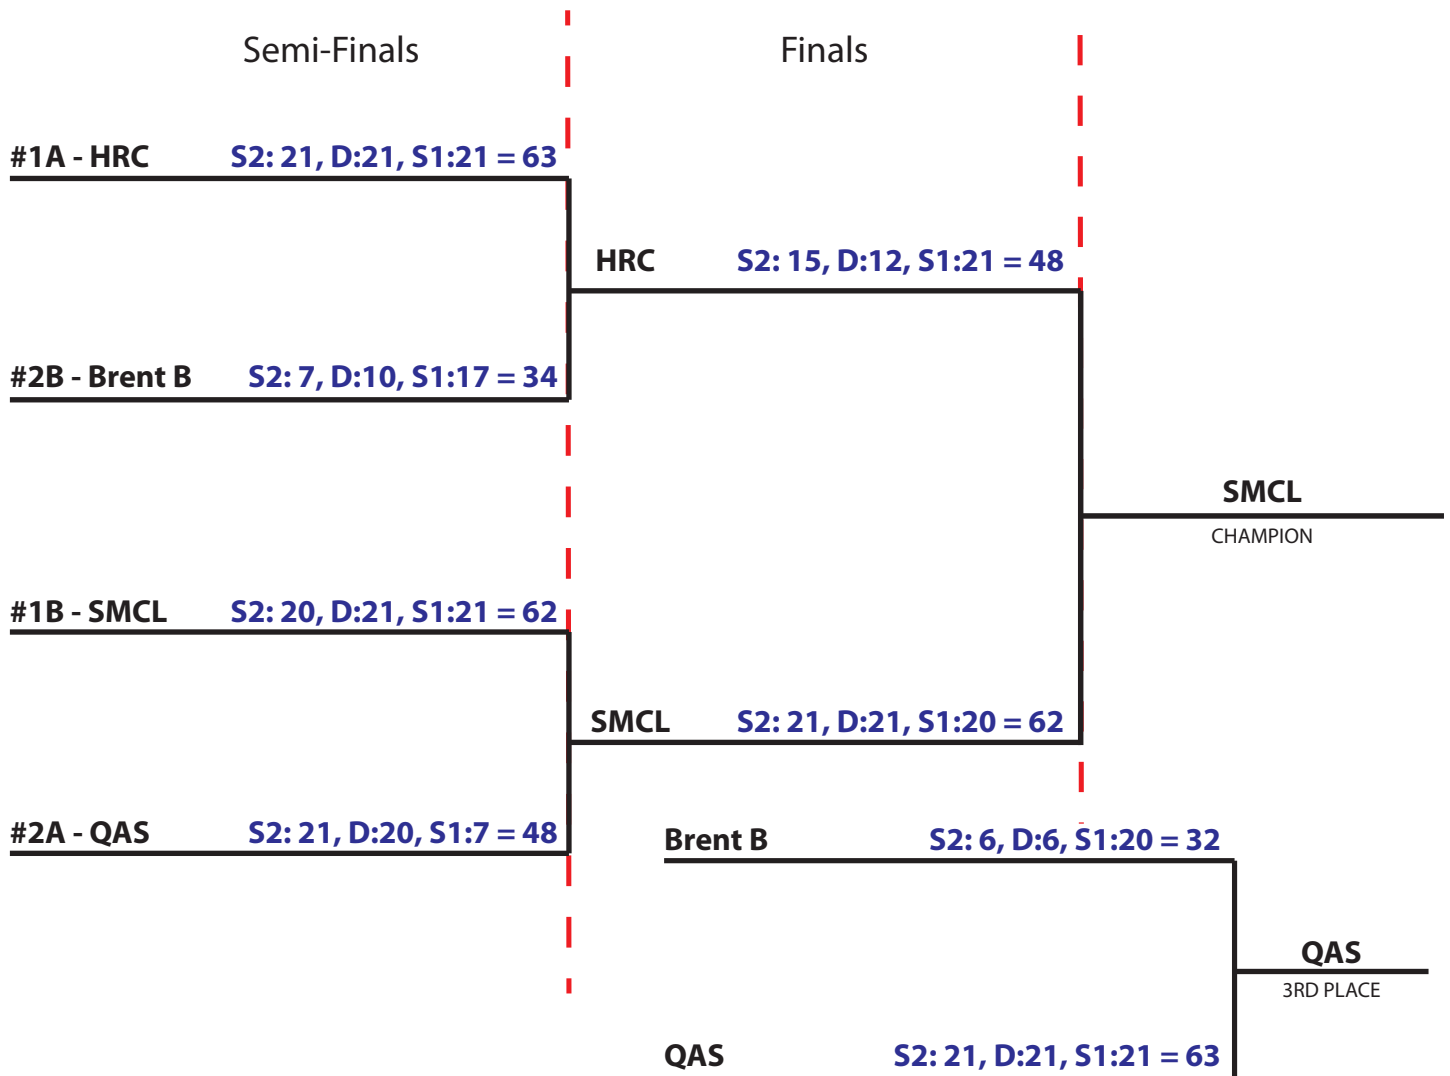 Semi-Finals
Finals
#1A - HRC S2: 21, D:21, S1:21 = 63
HRC S2: 15, D:12, S1:21 = 48
#2B - Brent B S2: 7, D:10, S1:17 = 34
SMCL
CHAMPION
#1B - SMCL S2: 20, D:21, S1:21 = 62
SMCL S2: 21, D:21, S1:20 = 62
#2A - QAS S2: 21, D:20, S1:7 = 48
Brent B S2: 6, D:6, S1:20 = 32
QAS
3RD PLACE
QAS S2: 21, D:21, S1:21 = 63